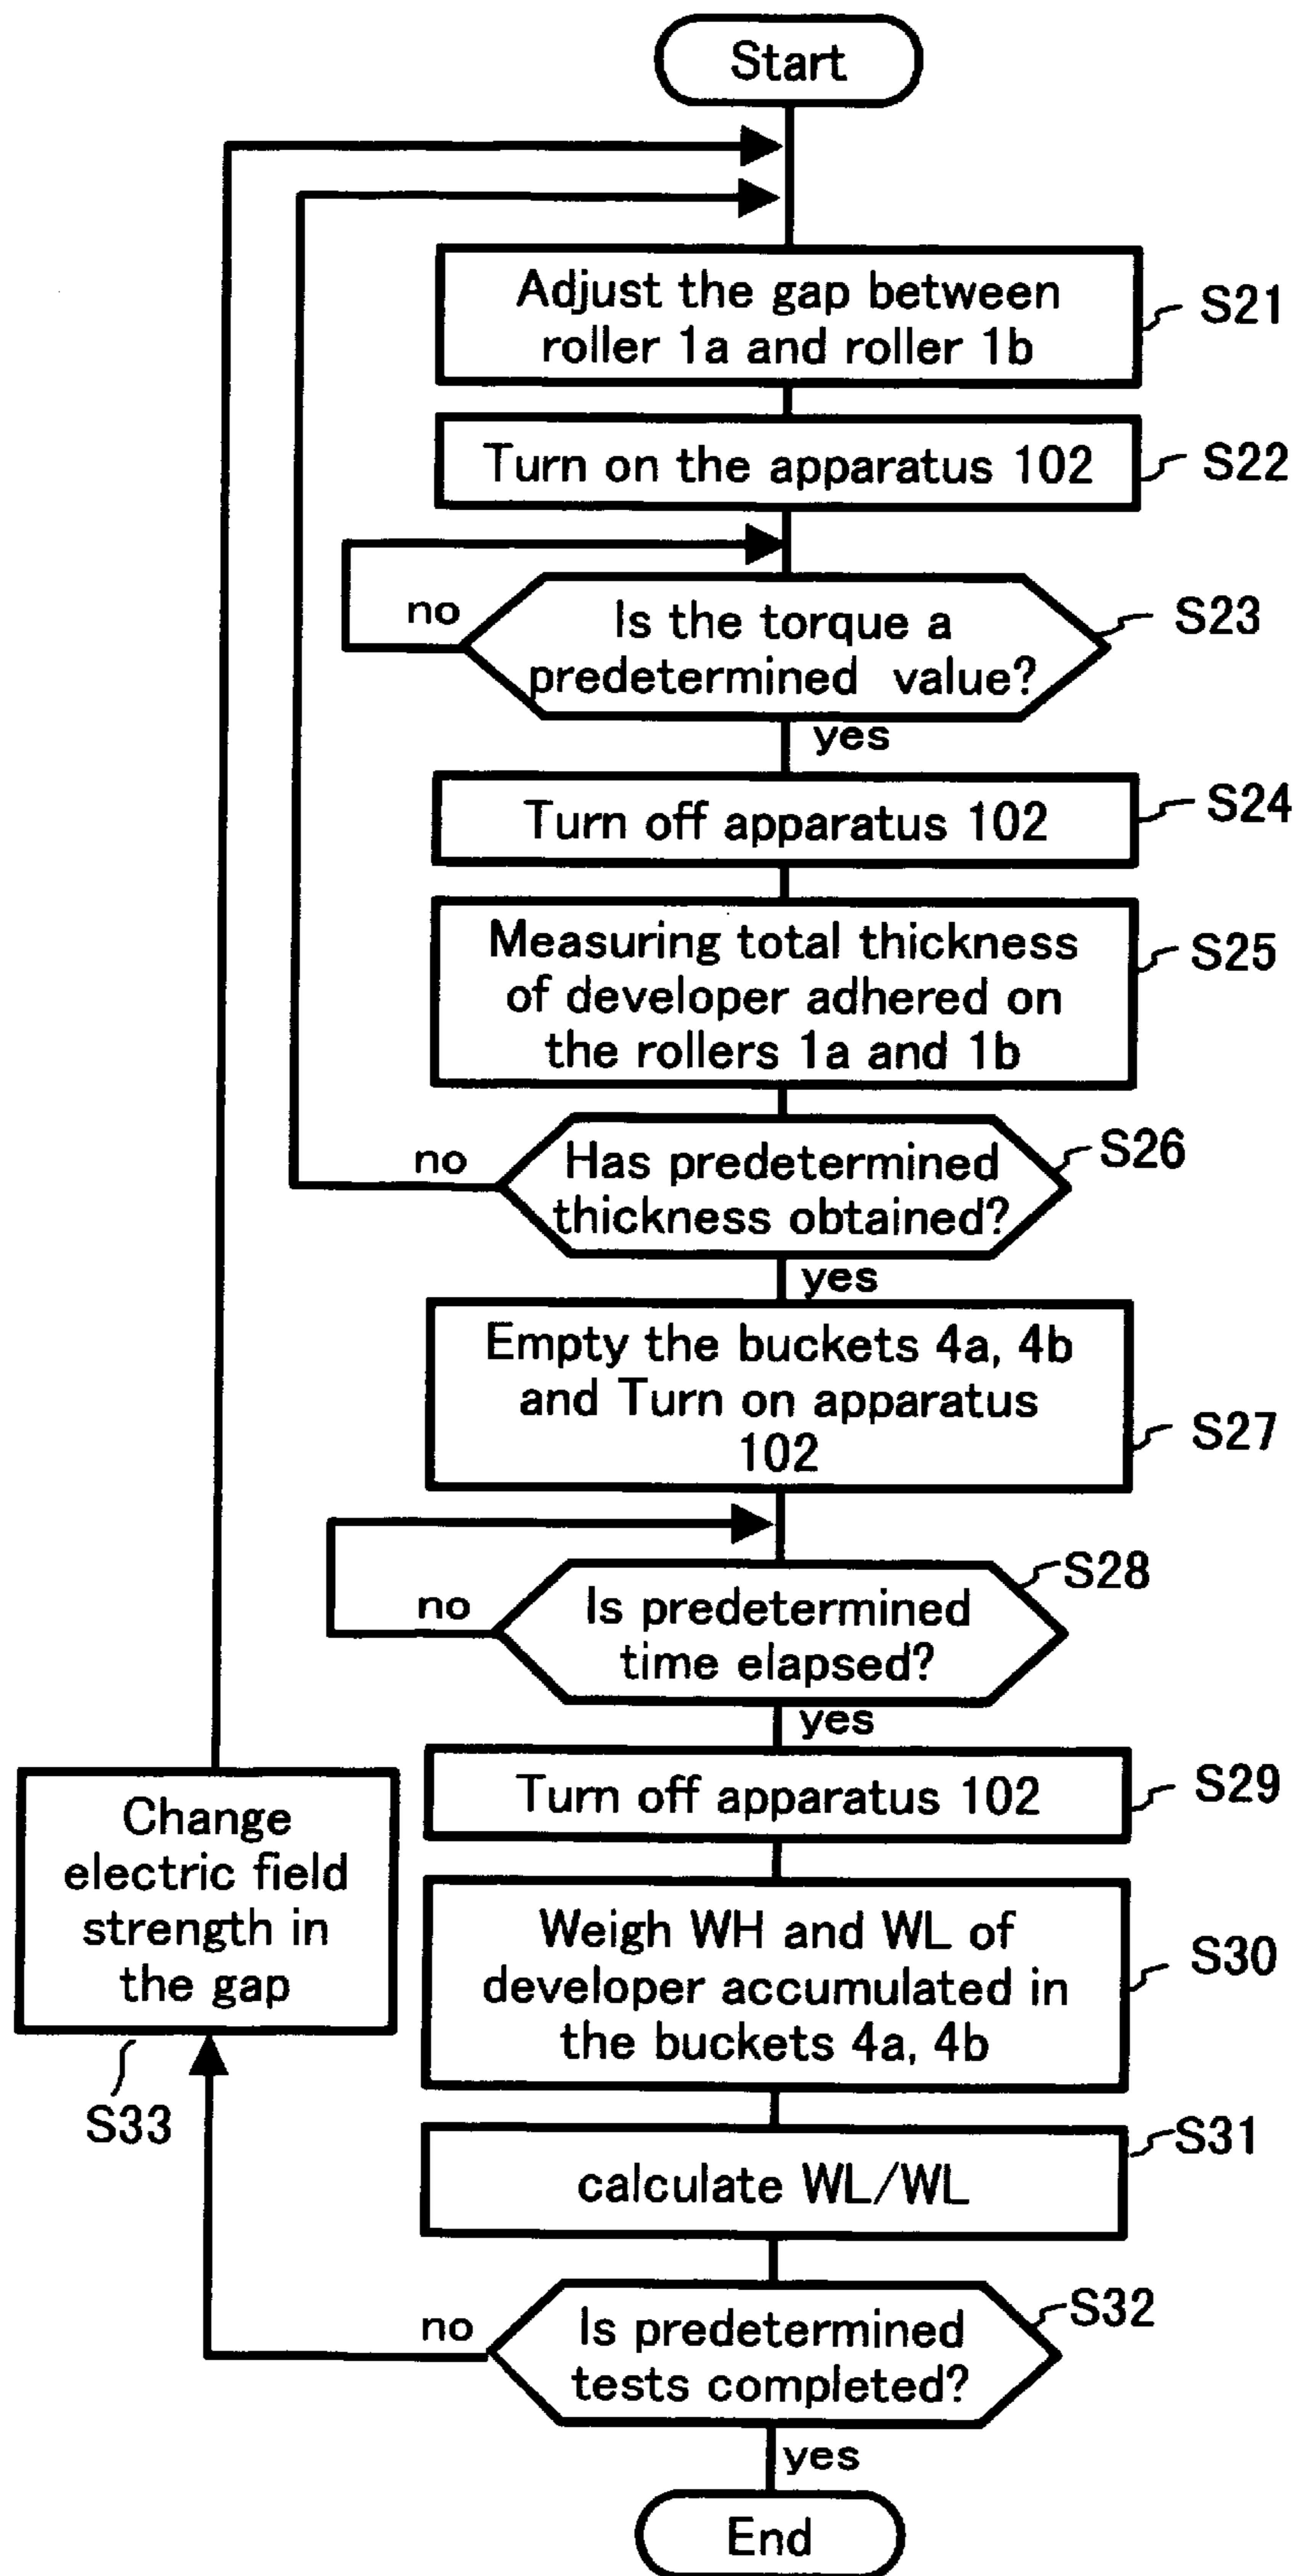 Start
Adjust the gap between
roller 1a and roller 1b
S21
Turn on the apparatus 102
S22
no
Is the torque a
predetermined value?
S23
yes
Turn off apparatus 102
S24
Measuring total thickness
of developer adhered on
the rollers 1a and 1b
S25
no
Has predetermined
thickness obtained?
S26
yes
Empty the buckets 4a, 4b
and Turn on apparatus
102
S27
no
Is predetermined
time elapsed?
S28
yes
Turn off apparatus 102
S29
Change
electric field
strength in
the gap
S33
Weigh WH and WL of
developer accumulated in
the buckets 4a, 4b
S30
calculate WL/WL
S31
no
Is predetermined
tests completed?
S32
yes
End